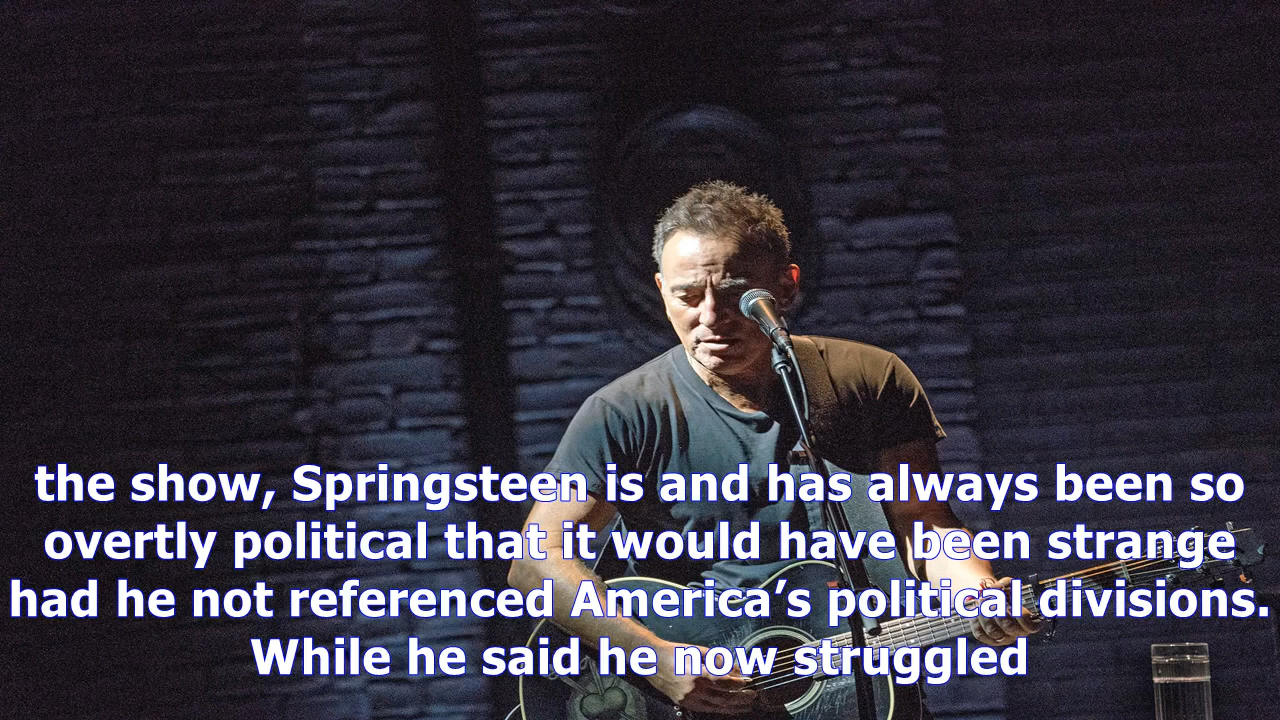 the show, Springsteen is and has always been so
overtly political that it would have been strange
had he not referenced America’s political divisions.
While he said he now struggled